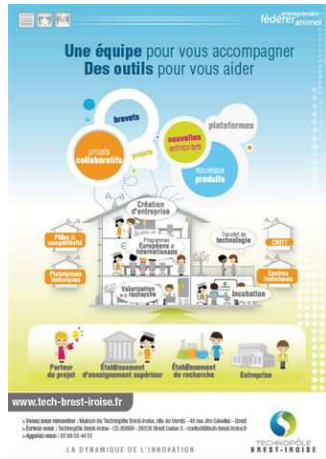 entreprendre
fédérer animer
Une équipe pour vous accompagner
Des outils pour vous aider
brevets
plateformes
projets
collaboratifs
projets
nouvelles
entreprises
nouveaux
produits
Création
d'entreprise
Pôles de
compétitivité
Programmes
Européens et
Internationaux
Transfert de
technologie
CRITT
Plateformes
techniques
Centres
techniques
Valorisation
de la recherche
Incubation
Porteur
de projet
Établissement
d'enseignement supérieur
Établissement
de recherche
Entreprise
www.tech-brest-iroise.fr
LA DYNAMIQUE DE L'INNOVATION
TECHNOPÔLE
BREST-IROISE